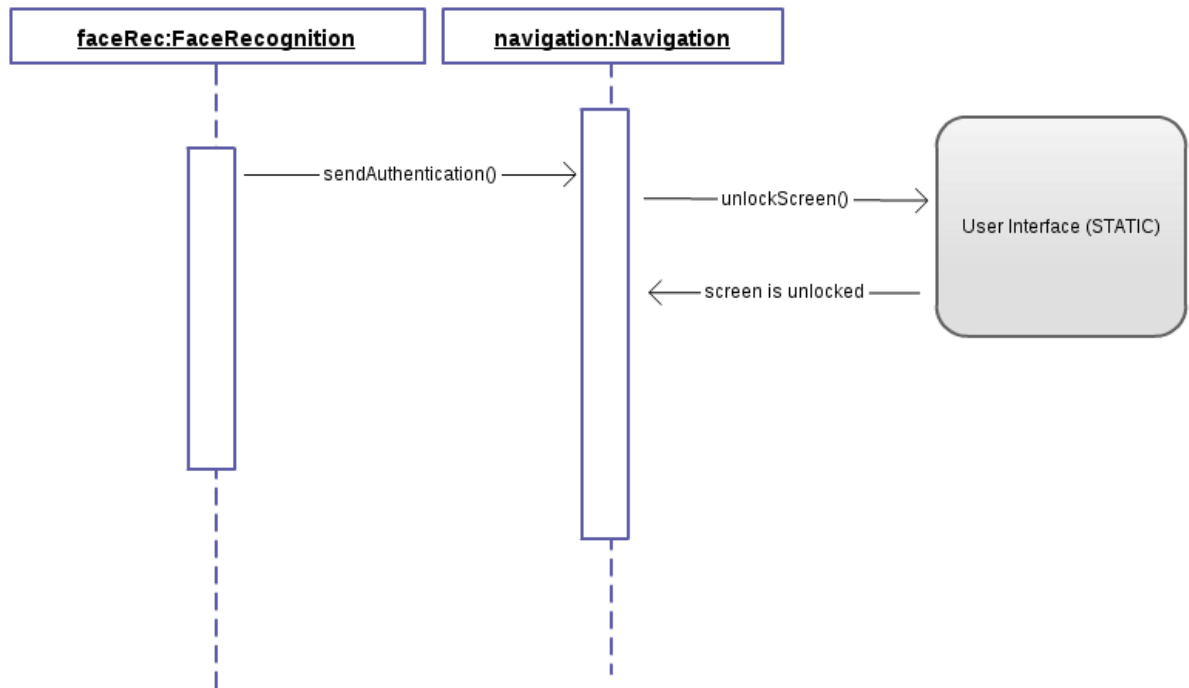 faceRec:FaceRecognition
navigation:Navigation
sendAuthentication()
unlockScreen()
User Interface (STATIC)
screen is unlocked